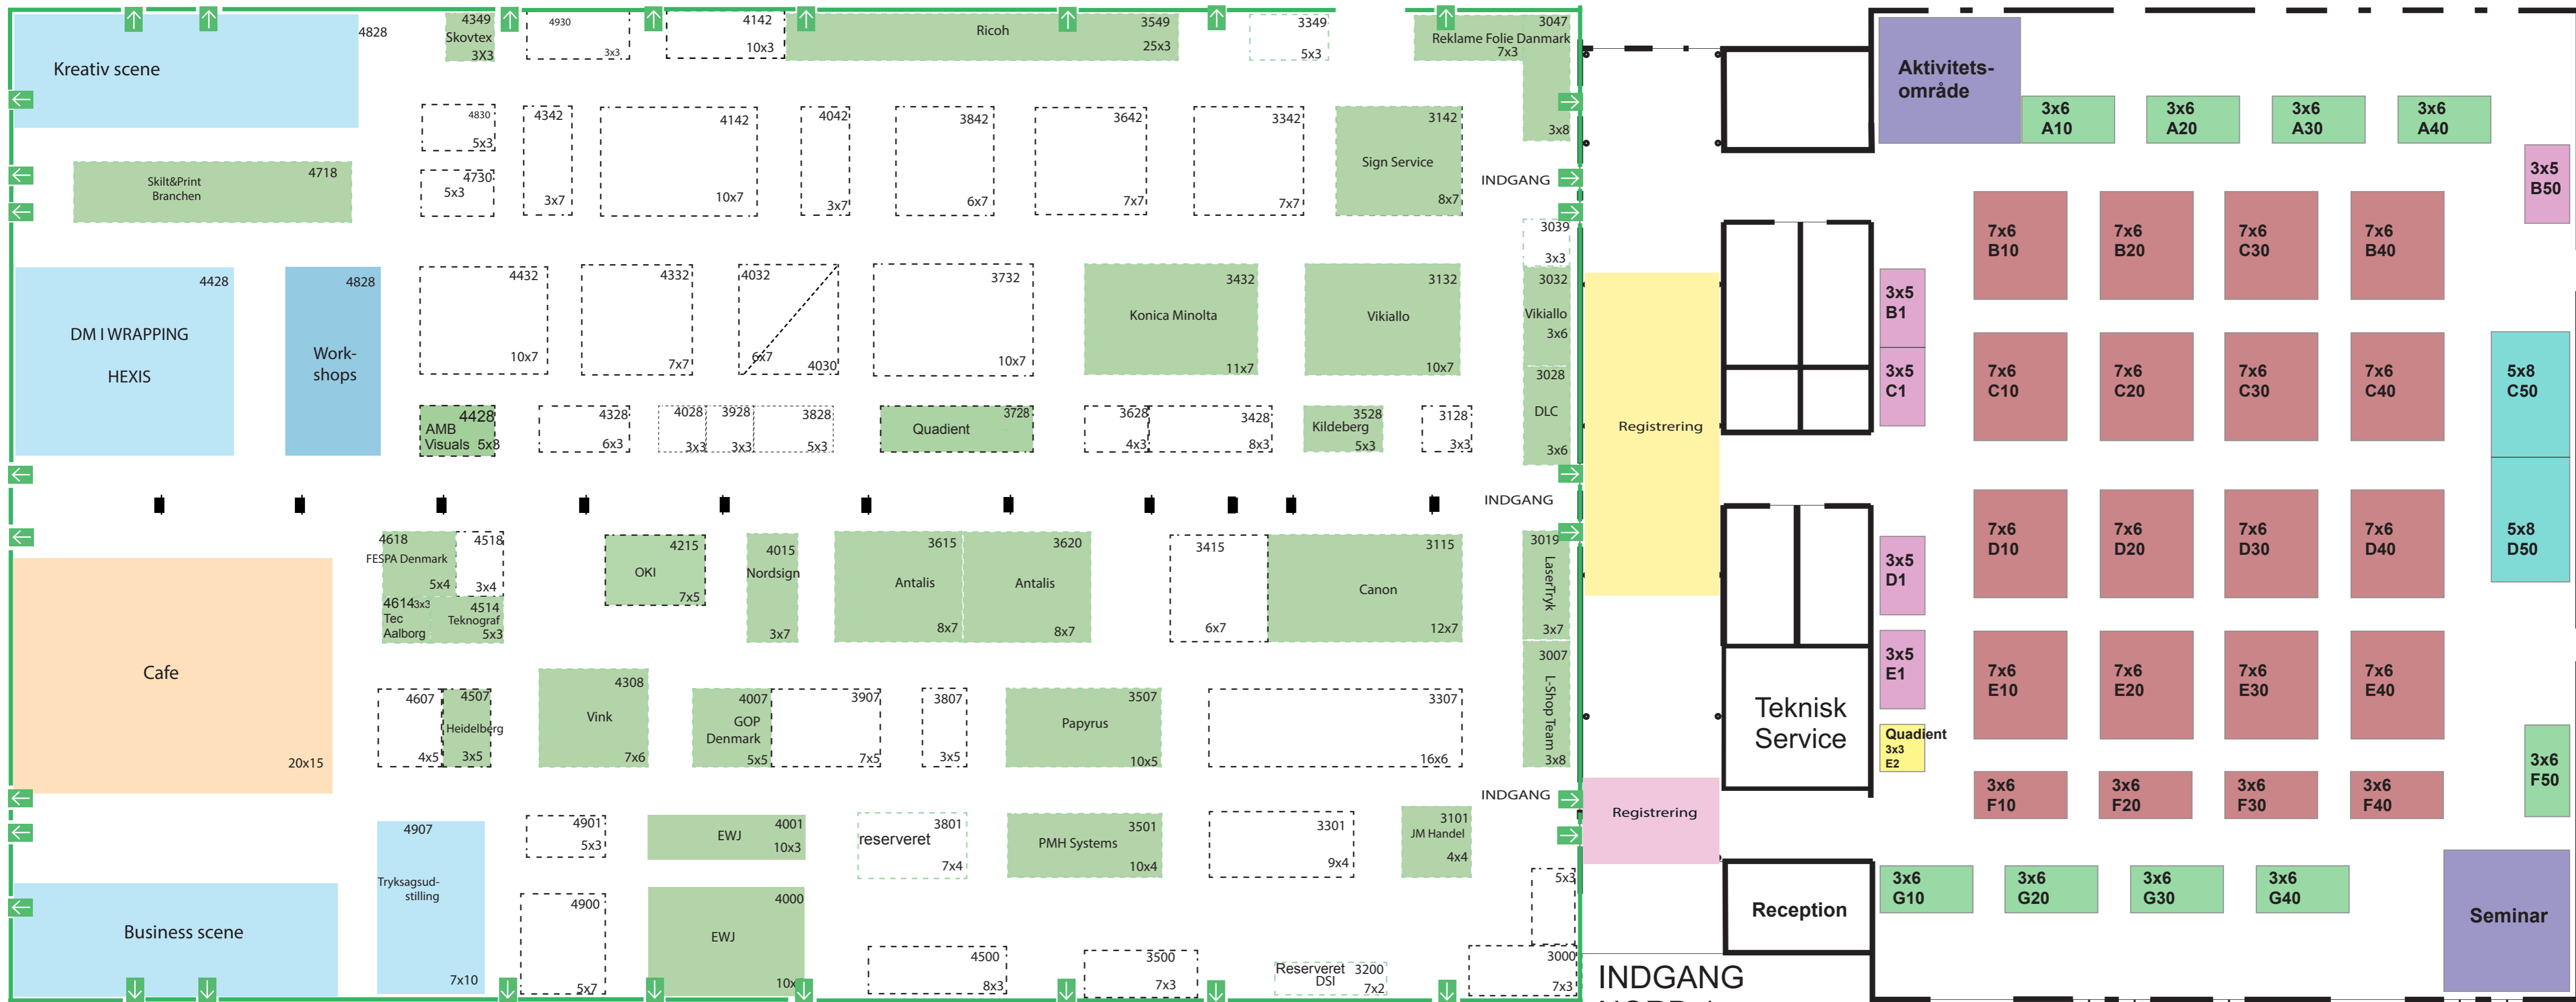 Kreativ scene
4828
4349
Skovtex
3X3
4930
3x3
4142
10x3
Ricoh
3549
25x3
3349
5x3
3047
Reklame Folie Danmark
7x3
3x8
Skilt&Print
Branchen
4718
4830
5x3
4730
5x3
4342
3x7
4142
10x7
4042
3x7
3842
6x7
3642
7x7
3342
7x7
3142
Sign Service
8x7
INDGANG
3039
3x3
4428
DM I WRAPPING
HEXIS
4828
Work-
shops
4432
10x7
4332
7x7
4032
6x7
4030
3732
10x7
3432
Konica Minolta
11x7
3132
Vikiallo
10x7
3032
Vikiallo
3x6
3028
DLC
3x6
4428
AMB
Visuals 5x3
4328
6x3
4028
3x3
3928
3x3
3828
5x3
3728
Quadient
3628
4x3
3428
8x3
3528
Kildeberg
5x3
3128
3x3
INDGANG
Cafe
20x15
4618
FESPA Denmark
5x4
4518
3x4
4614 3x3
Tec
Aalborg
4514
Teknograf
5x3
4215
OKI
7x5
4015
Nordsign
3x7
3615
Antalis
8x7
3620
Antalis
8x7
3415
6x7
3115
Canon
12x7
3019
LaserTryk
3x7
3007
L-Shop Team
3x8
4607
4x5
4507
Heidelberg
3x5
4308
Vink
7x6
4007
GOP
Denmark
5x5
3907
7x5
3807
3x5
3507
Papyrus
10x5
3307
16x6
INDGANG
4907
Tryksagsud-
stilling
7x10
4901
5x3
4001
EWJ
10x3
3801
reserveret
7x4
3501
PMH Systems
10x4
3301
9x4
3101
JM Handel
4x4
5x3
Business scene
4900
5x7
4000
EWJ
4500
8x3
3500
7x3
Reserveret 3200
DSI
7x2
3000
7x3
Registrering
Registrering
Teknisk
Service
Reception
INDGANG
Aktivitets-
område
3x6
A10
3x6
A20
3x6
A30
3x6
A40
3x5
B50
7x6
B10
7x6
B20
7x6
C30
7x6
B40
3x5
B1
3x5
C1
7x6
C10
7x6
C20
7x6
C30
7x6
C40
5x8
C50
7x6
D10
7x6
D20
7x6
D30
7x6
D40
5x8
D50
3x5
D1
3x5
E1
7x6
E10
7x6
E20
7x6
E30
7x6
E40
Quadient
3x3
E2
3x6
F10
3x6
F20
3x6
F30
3x6
F40
3x6
F50
3x6
G10
3x6
G20
3x6
G30
3x6
G40
Seminar